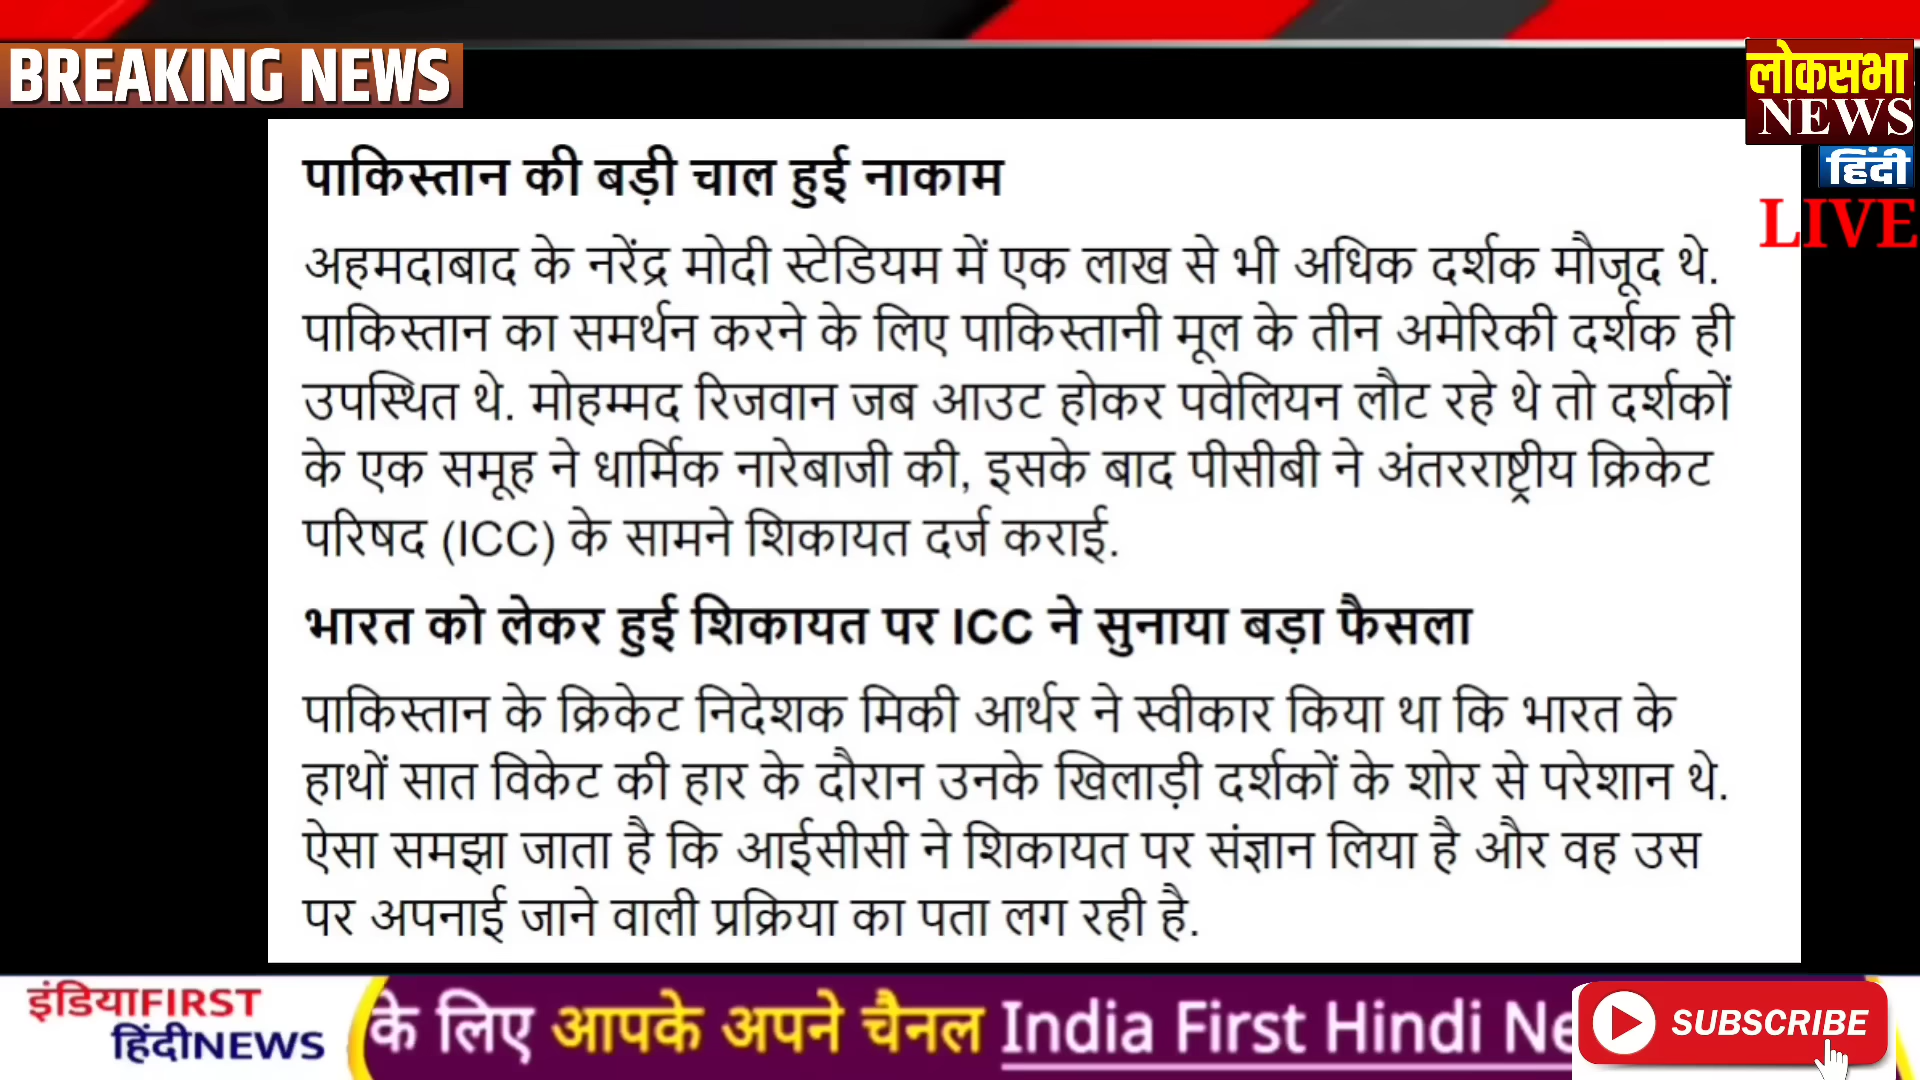 BREAKING NEWS
लोकसभा
NEWS
हिंदी
LIVE
पाकिस्तान की बड़ी चाल हुई नाकाम
अहमदाबाद के नरेंद्र मोदी स्टेडियम में एक लाख से भी अधिक दर्शक मौजूद थे.
पाकिस्तान का समर्थन करने के लिए पाकिस्तानी मूल के तीन अमेरिकी दर्शक ही
उपस्थित थे. मोहम्मद रिजवान जब आउट होकर पवेलियन लौट रहे थे तो दर्शकों
के एक समूह ने धार्मिक नारेबाजी की, इसके बाद पीसीबी ने अंतरराष्ट्रीय क्रिकेट
परिषद (ICC) के सामने शिकायत दर्ज कराई.
भारत को लेकर हुई शिकायत पर ICC ने सुनाया बड़ा फैसला
पाकिस्तान के क्रिकेट निदेशक मिकी आर्थर ने स्वीकार किया था कि भारत के
हाथों सात विकेट की हार के दौरान उनके खिलाड़ी दर्शकों के शोर से परेशान थे.
ऐसा समझा जाता है कि आईसीसी ने शिकायत पर संज्ञान लिया है और वह उस
पर अपनाई जाने वाली प्रक्रिया का पता लग रही है.
इंडियाFIRST
हिंदीNEWS
के लिए आपके अपने चैनल India First Hindi Ne
SUBSCRIBE